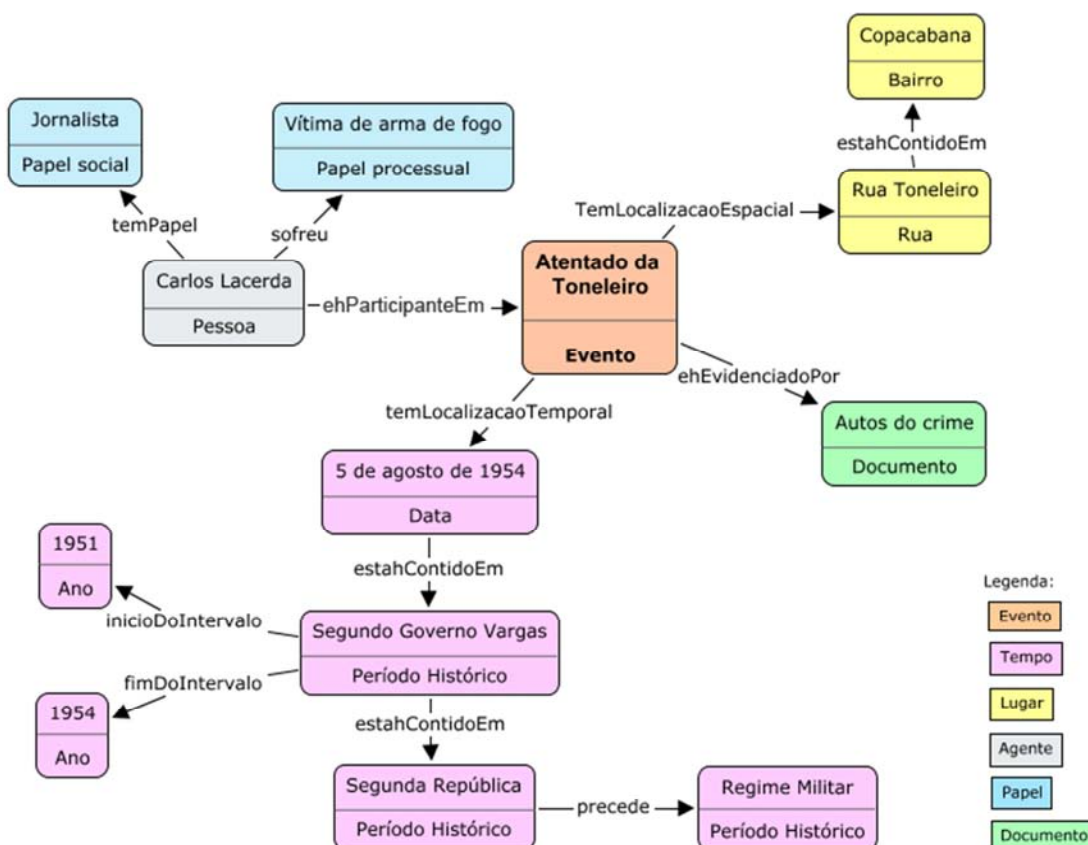 Copacabana
Bairro
estahContidoEm
Jornalista
Papel social
Vítima de arma de fogo
Papel processual
Rua Toneleiro
Rua
TemLocalizacaoEspacial
temPapel
sofreu
Carlos Lacerda
Pessoa
ehParticipanteEm
Atentado da
Toneleiro
Evento
ehEvidenciadoPor
Autos do crime
Documento
temLocalizacaoTemporal
5 de agosto de 1954
Data
estahContidoEm
1951
Ano
inicioDoIntervalo
Segundo Governo Vargas
Período Histórico
fimDoIntervalo
1954
Ano
estahContidoEm
Segunda República
Período Histórico
precede
Regime Militar
Período Histórico
Legenda:
Evento
Tempo
Lugar
Agente
Papel
Documento